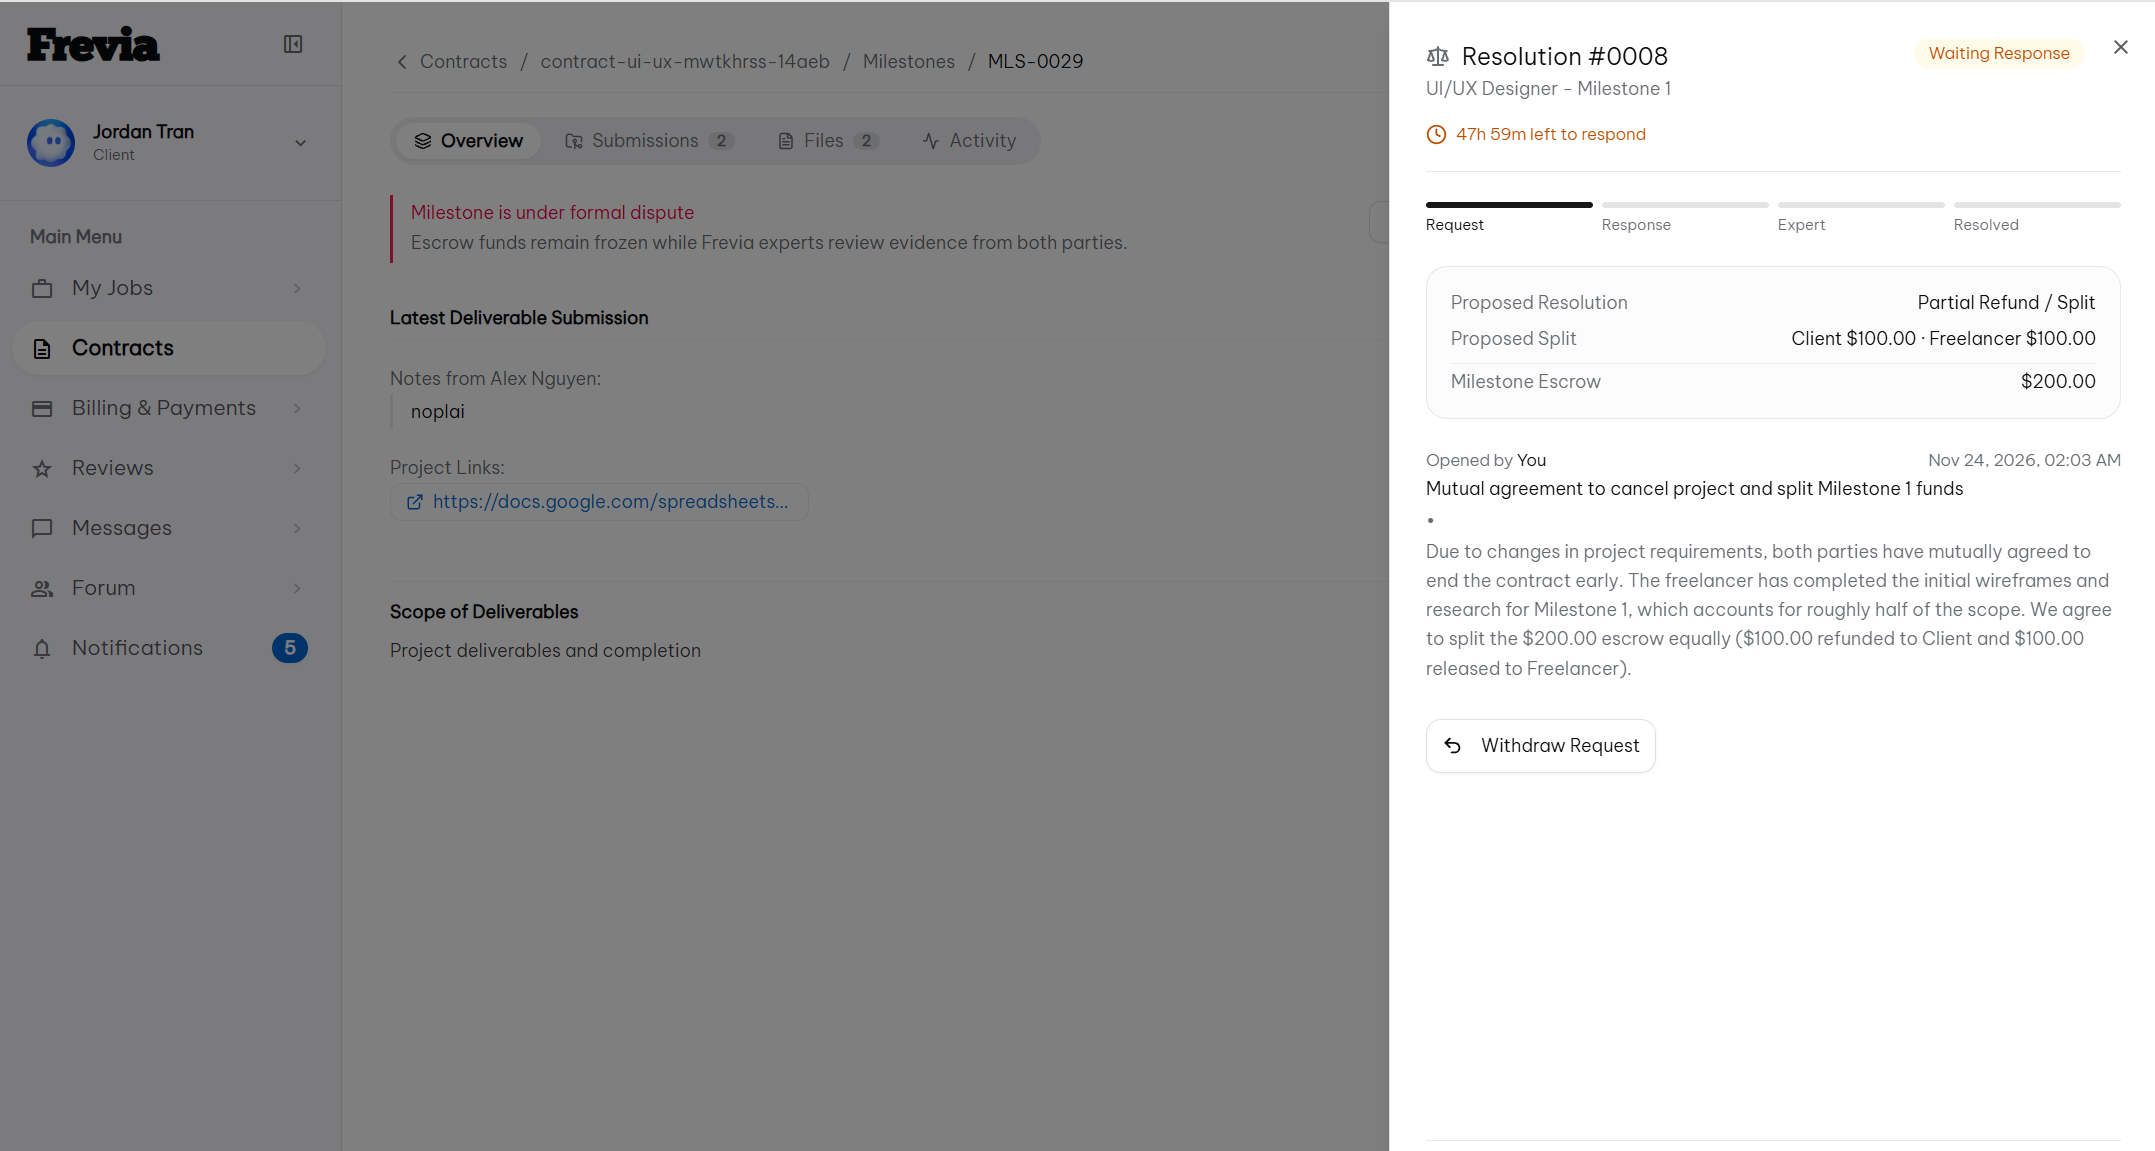 Frevia
Jordan Tran
Client
Main Menu
My Jobs
Contracts
Billing & Payments
Reviews
Messages
Forum
Notifications
5
Contracts / contract-ui-ux-mwtkhrss-14aeb / Milestones / MLS-0029
Overview
Submissions 2
Files 2
Activity
Milestone is under formal dispute
Escrow funds remain frozen while Frevia experts review evidence from both parties.
Latest Deliverable Submission
Notes from Alex Nguyen:
noplai
Project Links:
https://docs.google.com/spreadsheets...
Scope of Deliverables
Project deliverables and completion
Resolution #0008
Waiting Response
UI/UX Designer - Milestone 1
47h 59m left to respond
Request
Response
Expert
Resolved
Proposed Resolution
Partial Refund / Split
Proposed Split
Client $100.00 · Freelancer $100.00
Milestone Escrow
$200.00
Opened by You
Nov 24, 2026, 02:03 AM
Mutual agreement to cancel project and split Milestone 1 funds
•
Due to changes in project requirements, both parties have mutually agreed to
end the contract early. The freelancer has completed the initial wireframes and
research for Milestone 1, which accounts for roughly half of the scope. We agree
to split the $200.00 escrow equally ($100.00 refunded to Client and $100.00
released to Freelancer).
Withdraw Request